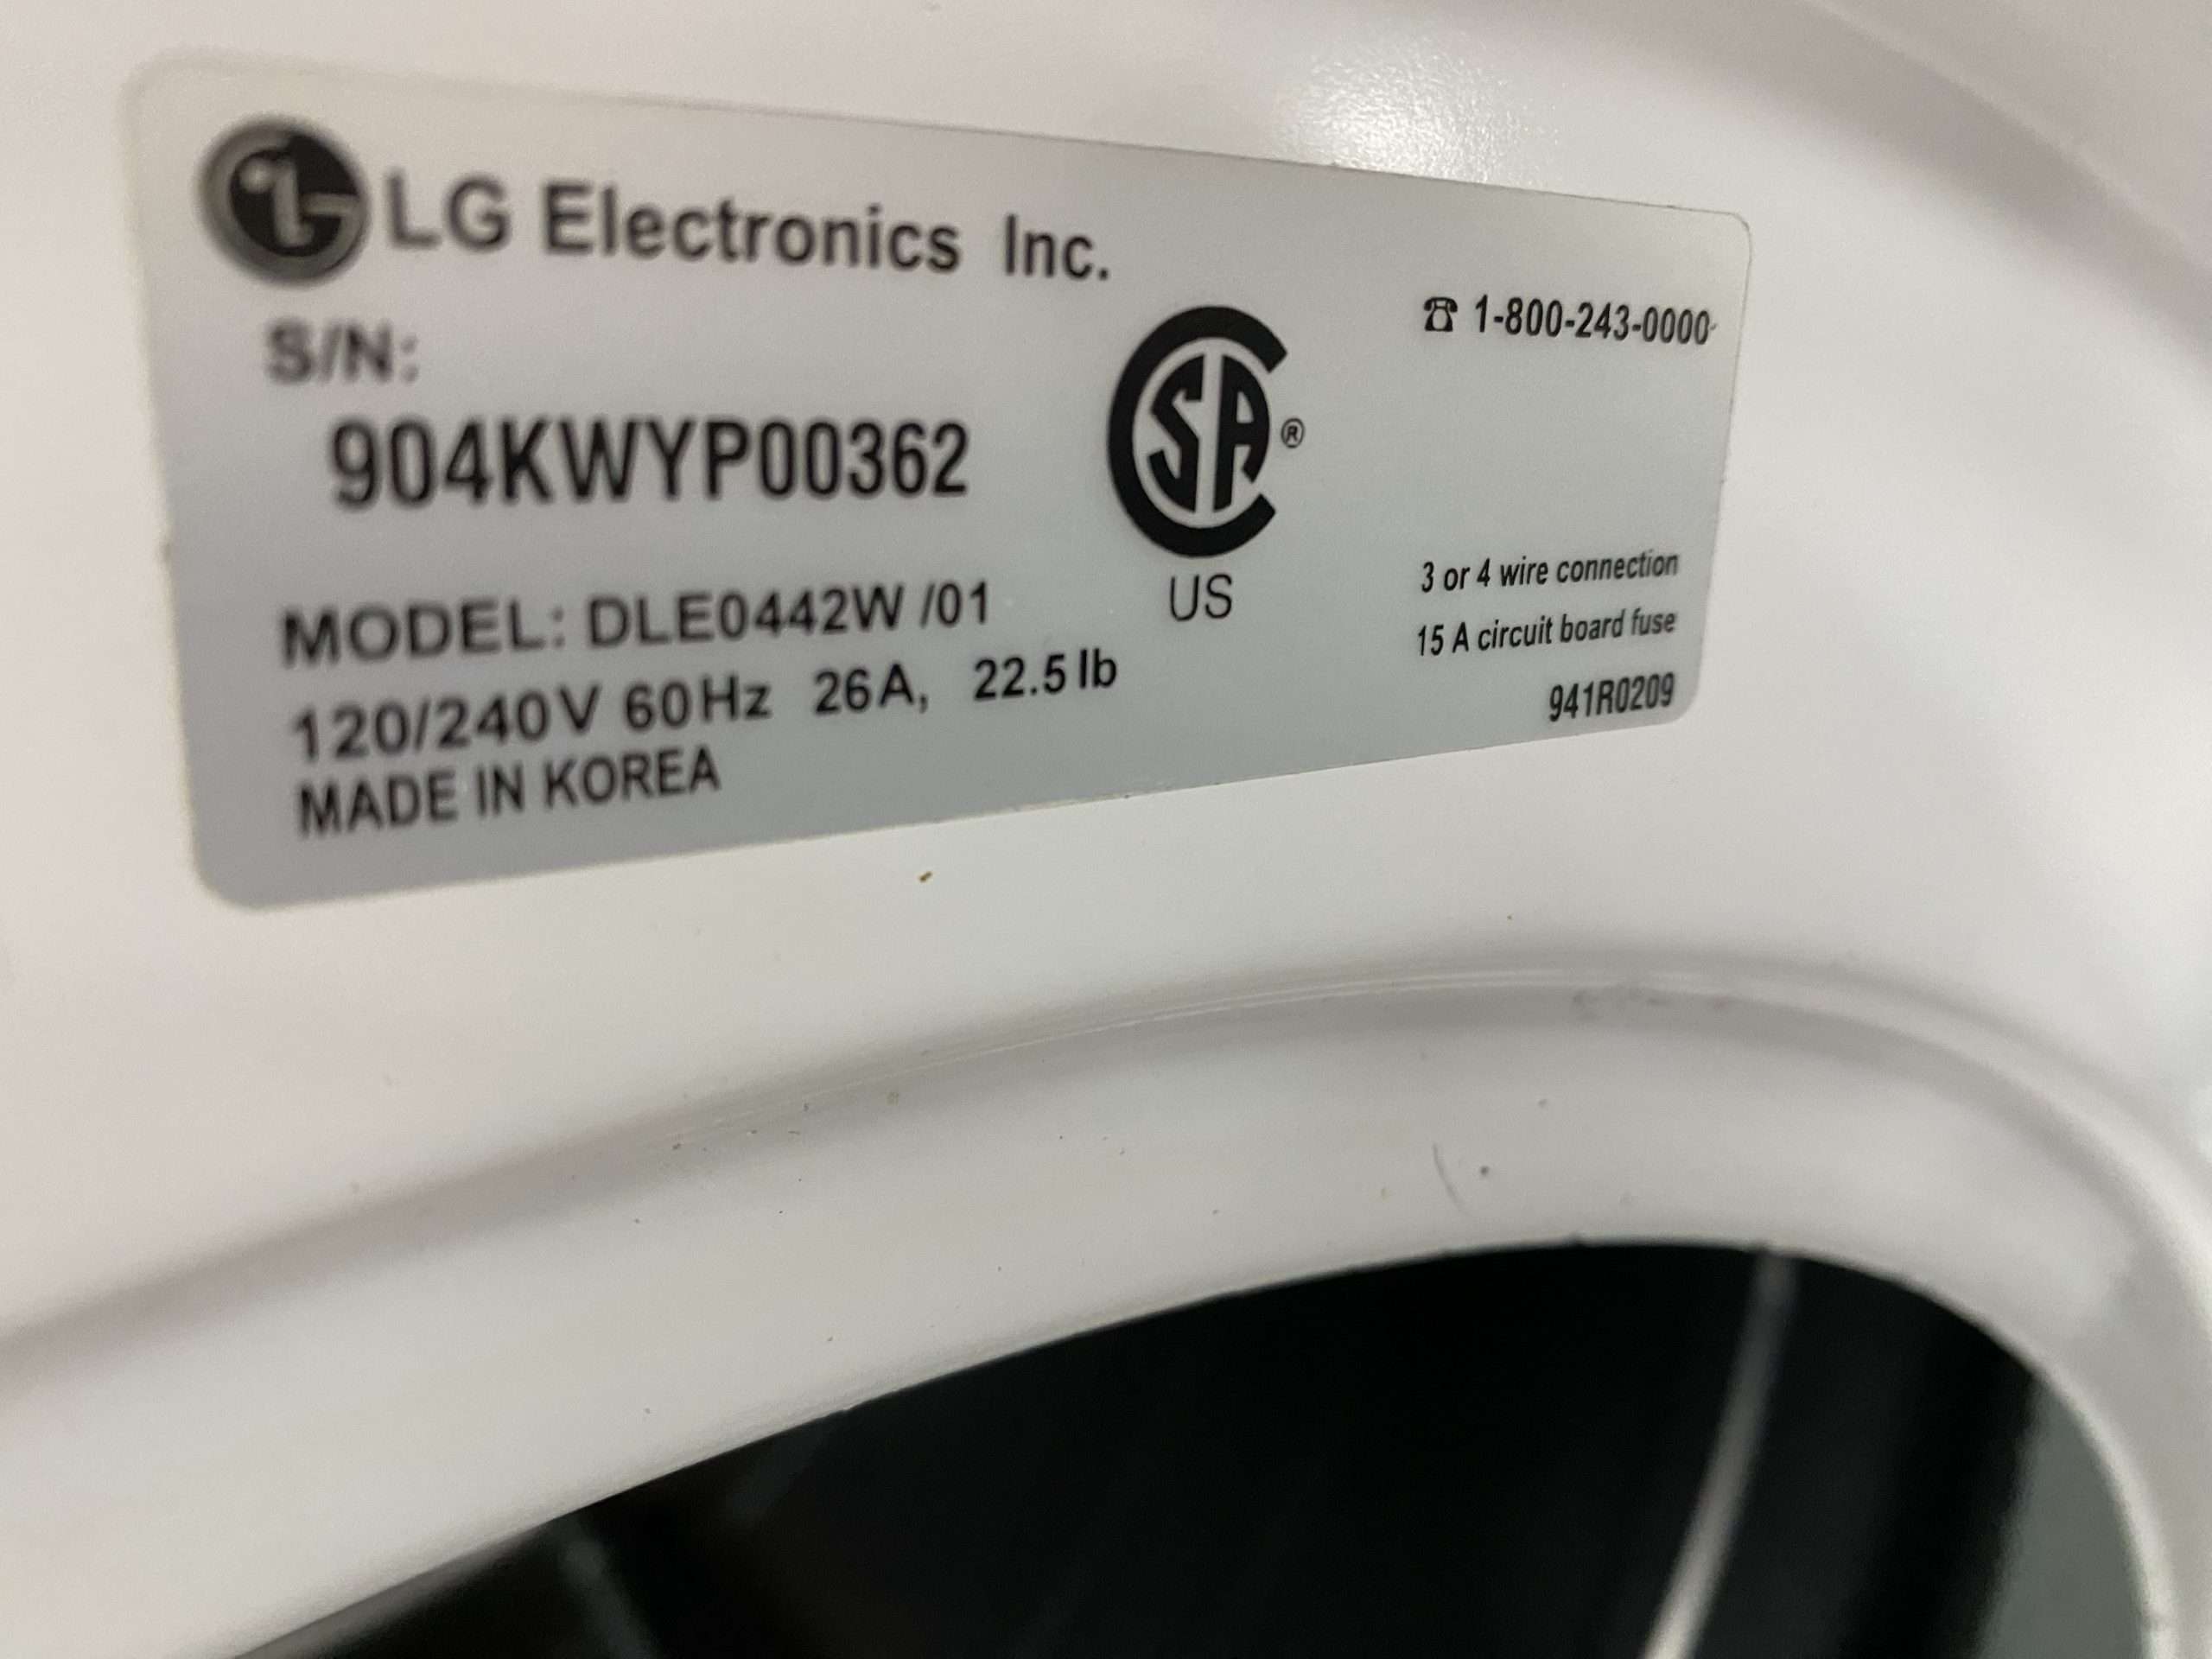 LG Electronics Inc.
☎ 1-800-243-0000
S/N:
904KWYP00362
SA ®
US
MODEL: DLE0442W /01
120/240V 60Hz 26A, 22.5 lb
MADE IN KOREA
3 or 4 wire connection
15 A circuit board fuse
941R0209